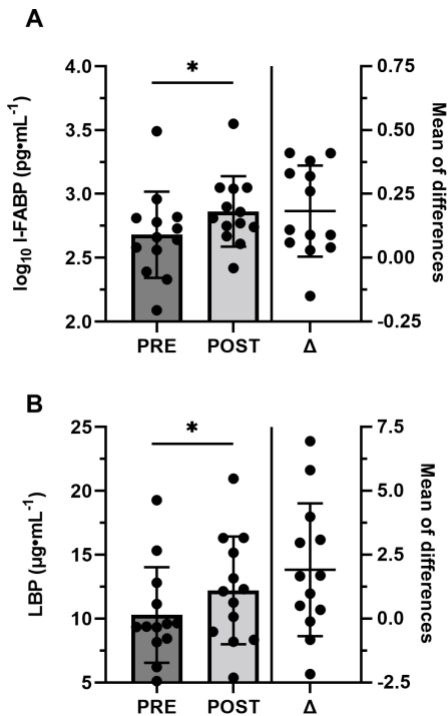 A
log₁₀ I-FABP (pg•mL⁻¹)
4.0
3.5
3.0
2.5
2.0
*
0.75
0.50
0.25
0.00
-0.25
Mean of differences
PRE POST Δ
B
LBP (µg•mL⁻¹)
25
20
15
10
5
*
7.5
5.0
2.5
0.0
-2.5
Mean of differences
PRE POST Δ